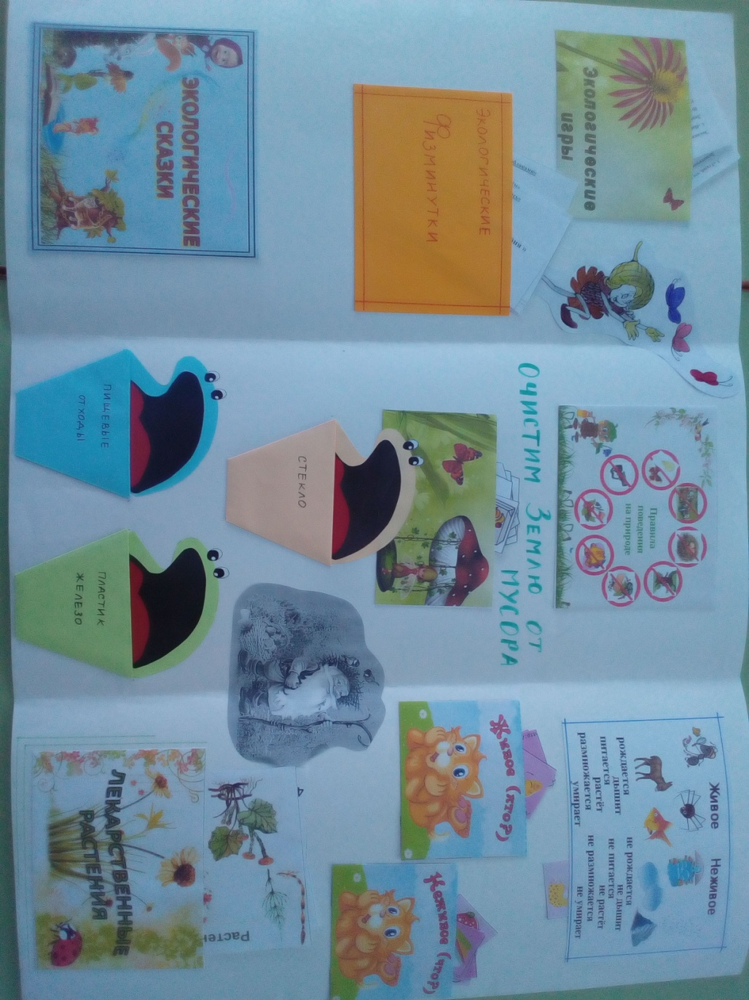 Экологические
игры
ЭКОЛОГИЧЕСКИЕ
ФИЗМИНУТКИ
ЭКОЛОГИЧЕСКИЕ
СКАЗКИ
ОЧИСТИМ ЗЕМЛЮ ОТ
МУСОРА
Правила
поведения
на природе
СТЕКЛО
ПИЩЕВЫЕ
ОТХОДЫ
ПЛАСТИК
ЖЕЛЕЗО
Живое
рождается
дышит
питается
растёт
размножается
умирает
Неживое
не рождается
не дышит
не питается
не растёт
не размножается
не умирает
Живое (кто?)
Неживое (что?)
ЛЕКАРСТВЕННЫЕ
РАСТЕНИЯ